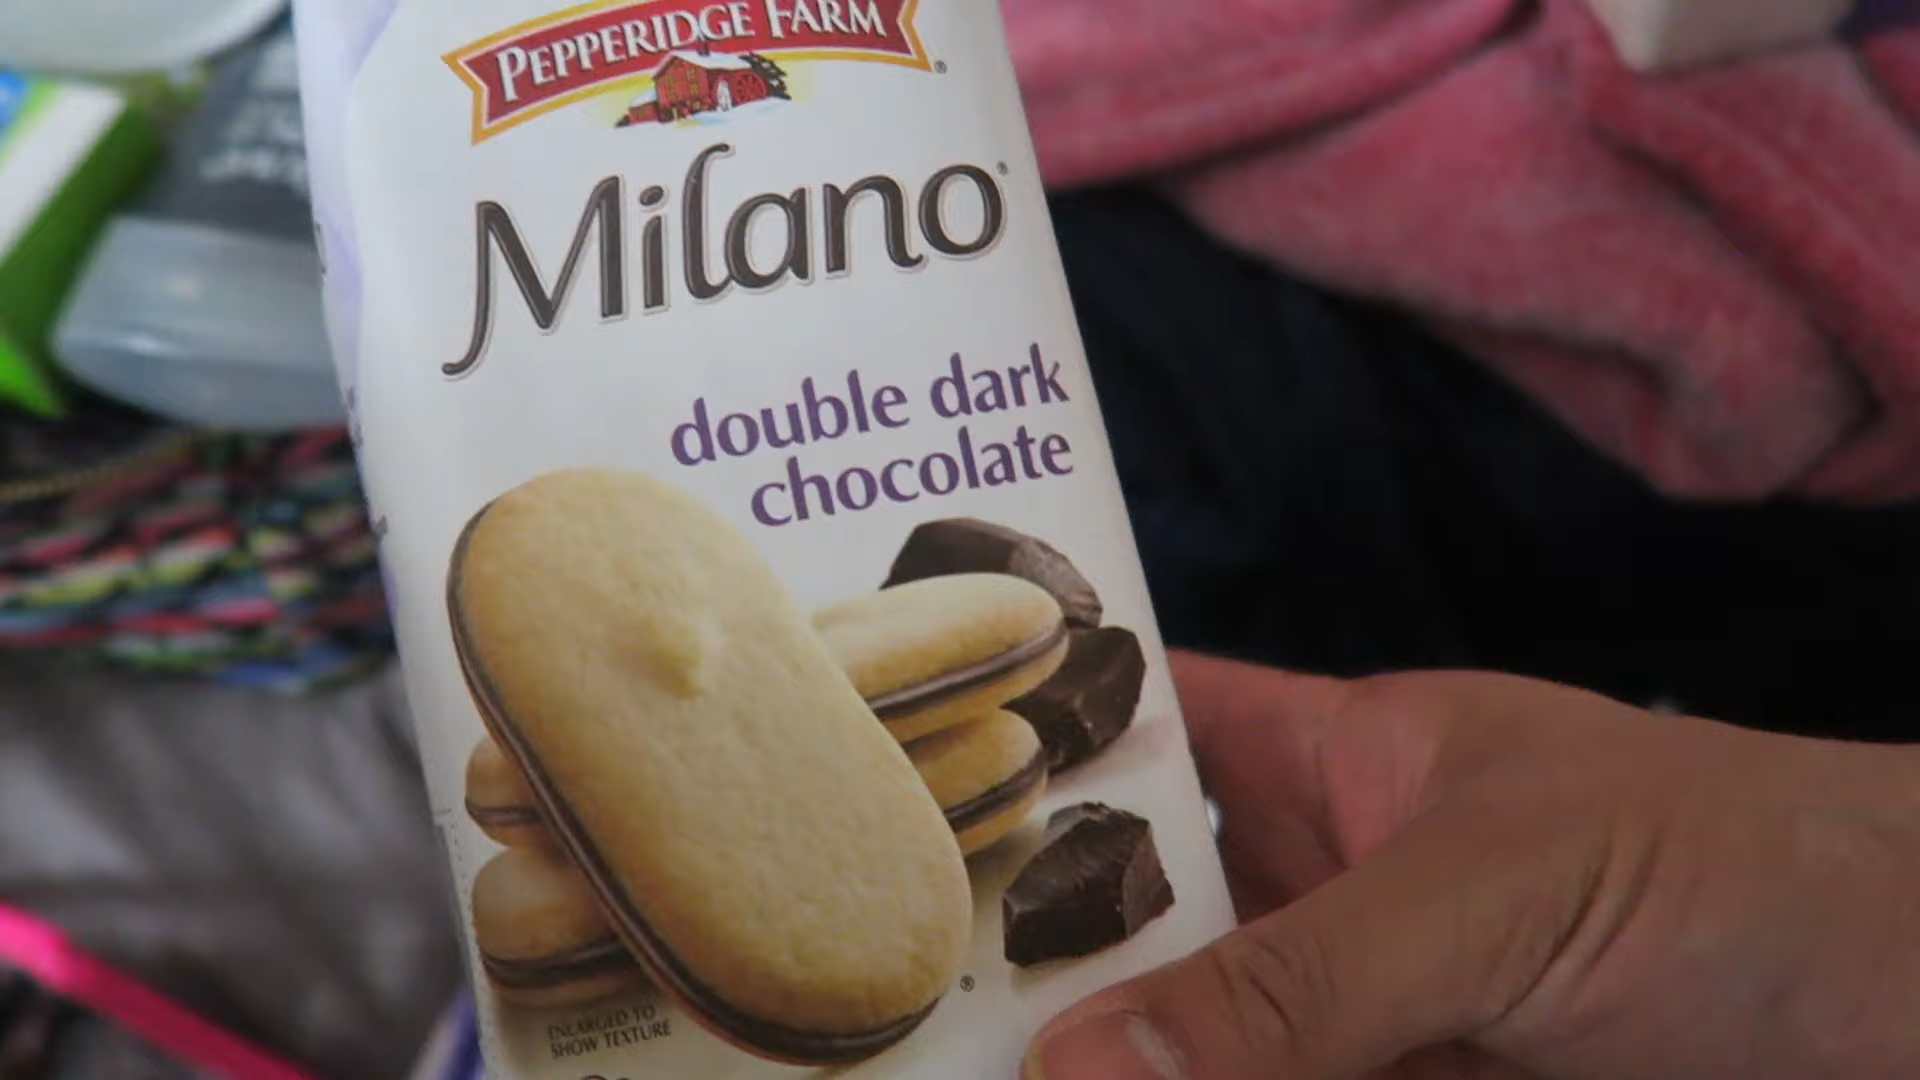 PEPPERIDGE FARM®
Milano®
double dark
chocolate
®
ENLARGED TO
SHOW TEXTURE